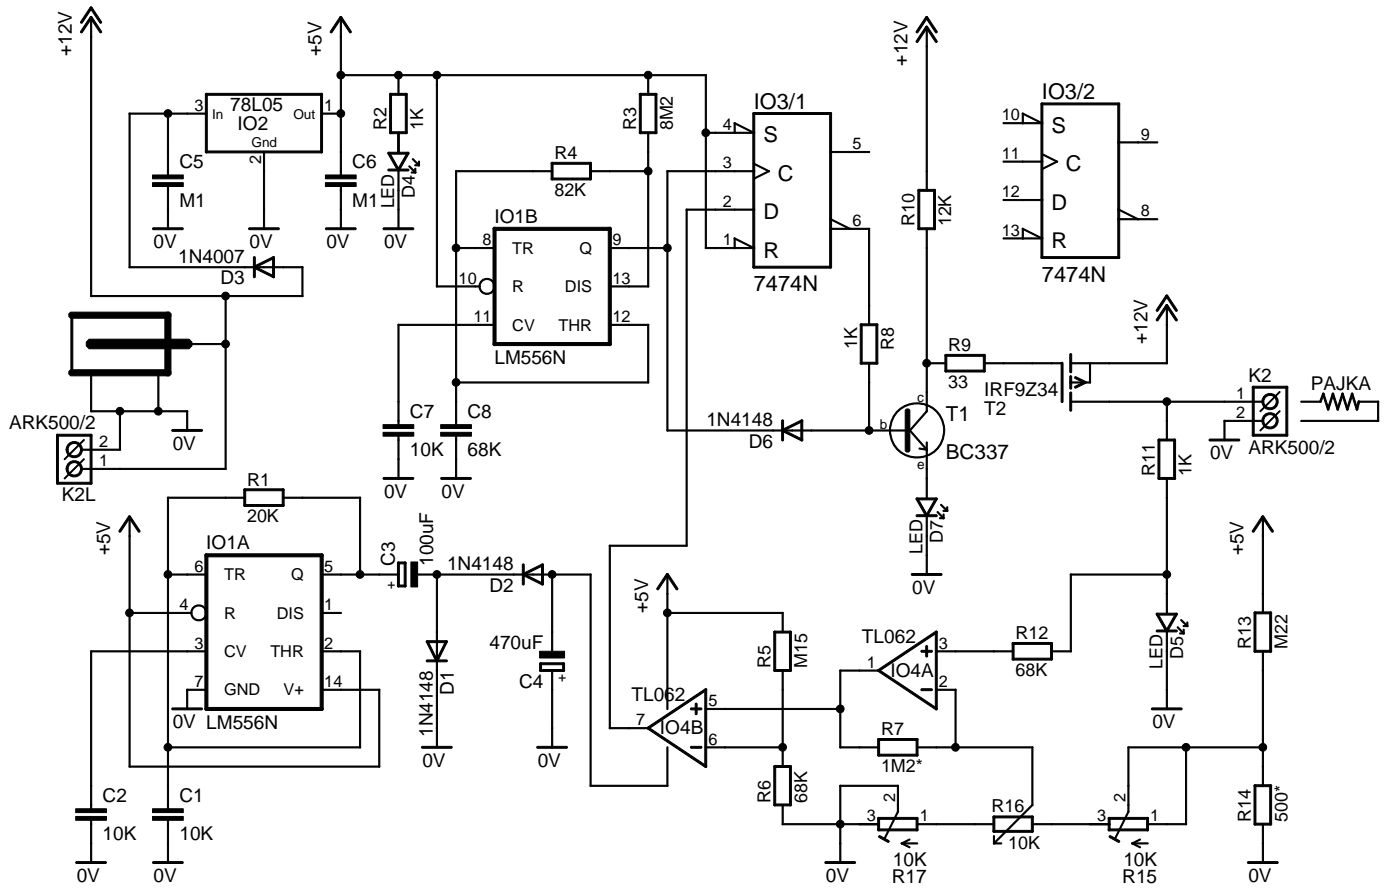 +12V
+5V
+12V
3 In 78L05 Out 1
IO2
Gnd
2
C5
M1
0V
0V
C6
M1
0V
R2
1K
LED
D4
0V
R3
8M2
R4
82K
IO3/1
4 S 5
3 C
2 D
6
1 R
7474N
IO3/2
10 S 9
11 C
12 D
8
13 R
7474N
R10
12K
1N4007
D3
IO1B
8 TR Q 9
10 R DIS 13
11 CV THR 12
LM556N
1K
R8
+12V
R9
33
IRF9Z34
T2
K2
1
2
0V
ARK500/2
PAJKA
ARK500/2
2
1
K2L
0V
C7
10K
0V
C8
68K
0V
1N4148
D6
b
c
e
T1
BC337
R11
1K
LED
D7
0V
R1
20K
+5V
IO1A
6 TR Q 5
4 R DIS 1
3 CV THR 2
7 GND V+ 14
0V
LM556N
C3
100uF
+
1N4148
D2
1N4148
D1
0V
470uF
C4
+
0V
+5V
R5
M15
TL062
IO4B
7
+ 5
- 6
R6
68K
TL062
IO4A
1
+ 3
- 2
R12
68K
LED
D5
0V
+5V
R13
M22
R7
1M2*
C2
10K
0V
C1
10K
0V
0V
3 2 1
10K
R17
R16
10K
3 2 1
10K
R15
R14
500*
0V